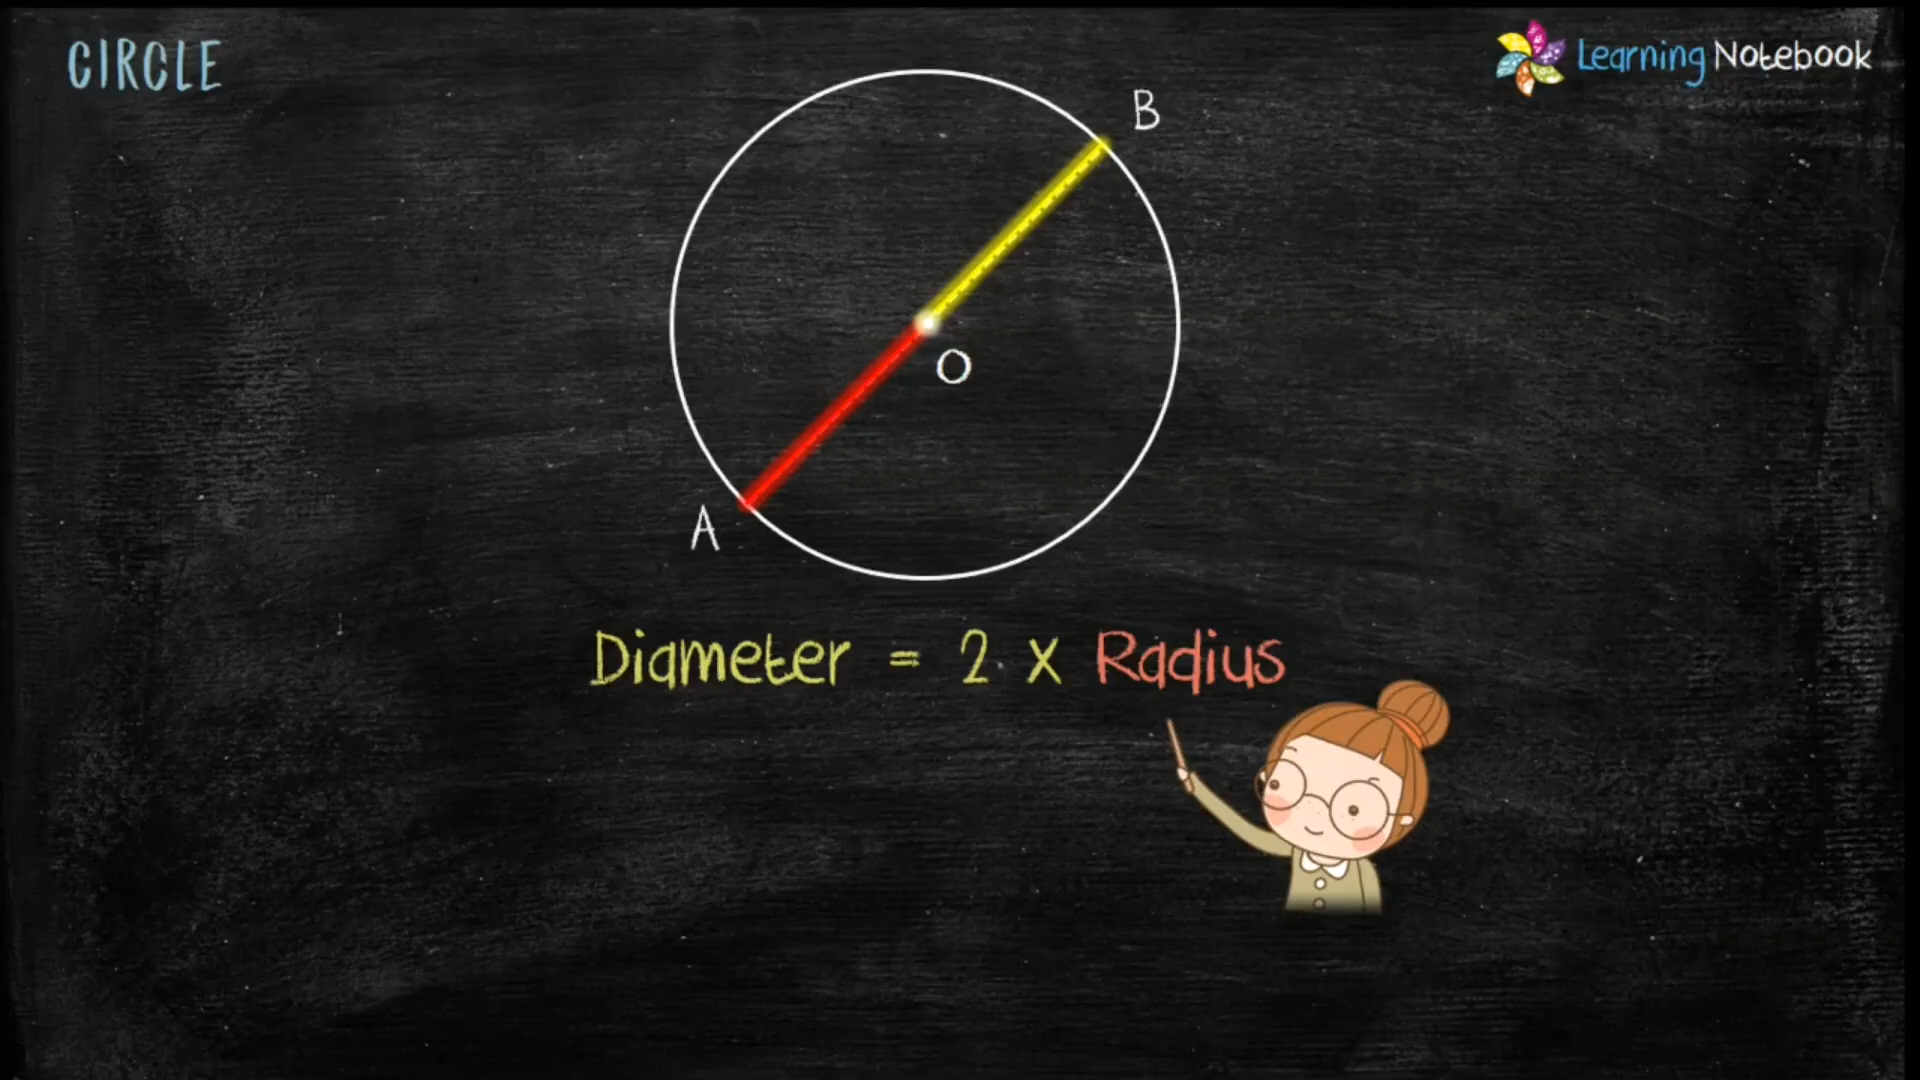 CIRCLE
Learning Notebook
B
O
A
Diameter = 2 x Radius